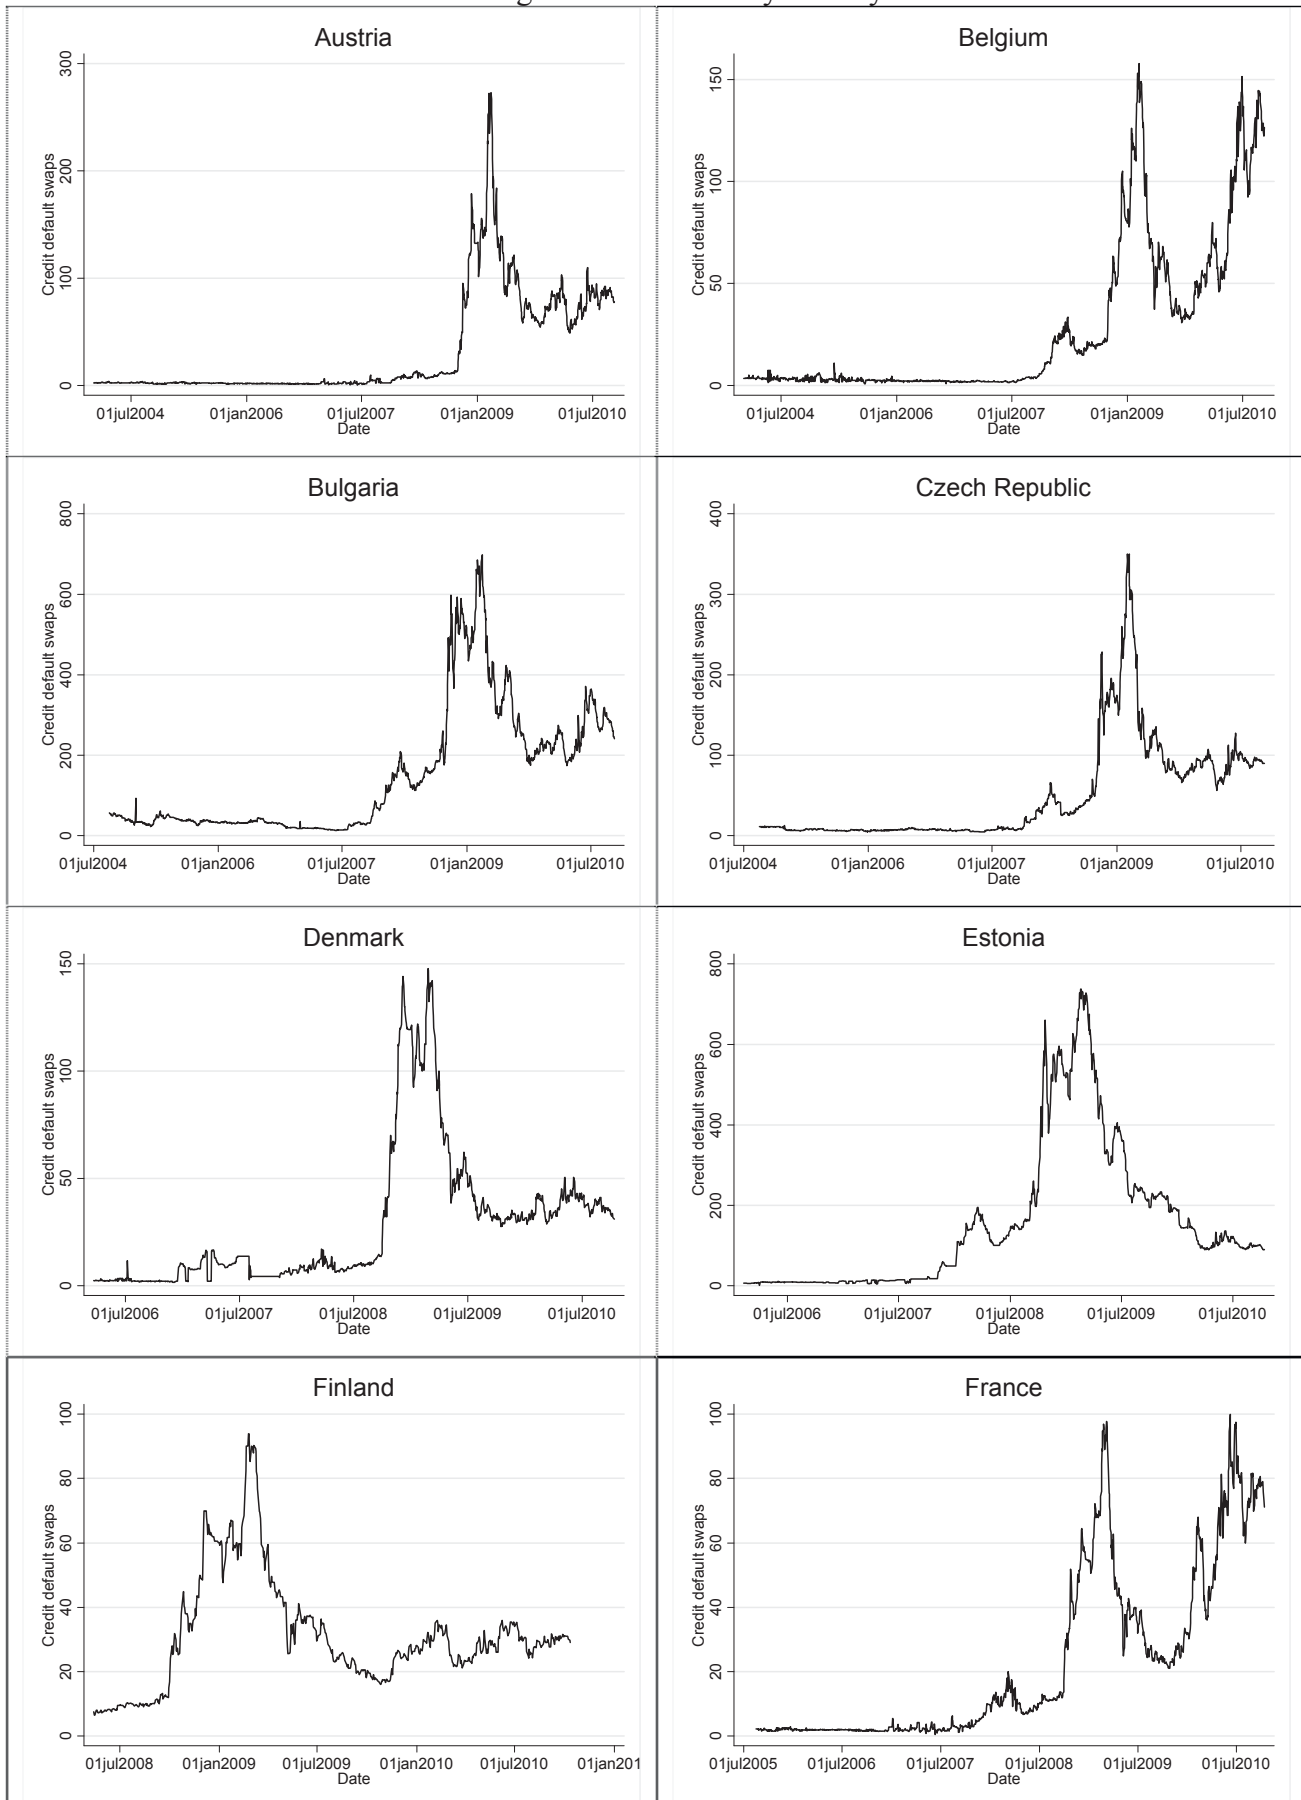 Austria
Credit default swaps
300
200
100
0
01jul2004 01jan2006 01jul2007 01jan2009 01jul2010
Date
Belgium
Credit default swaps
150
100
50
0
01jul2004 01jan2006 01jul2007 01jan2009 01jul2010
Date
Bulgaria
Credit default swaps
800
600
400
200
0
01jul2004 01jan2006 01jul2007 01jan2009 01jul2010
Date
Czech Republic
Credit default swaps
400
300
200
100
0
01jul2004 01jan2006 01jul2007 01jan2009 01jul2010
Date
Denmark
Credit default swaps
150
100
50
0
01jul2006 01jul2007 01jul2008 01jul2009 01jul2010
Date
Estonia
Credit default swaps
800
600
400
200
0
01jul2006 01jul2007 01jul2008 01jul2009 01jul2010
Date
Finland
Credit default swaps
100
80
60
40
20
0
01jul2008 01jan2009 01jul2009 01jan2010 01jul2010 01jan201
Date
France
Credit default swaps
100
80
60
40
20
0
01jul2005 01jul2006 01jul2007 01jul2008 01jul2009 01jul2010
Date